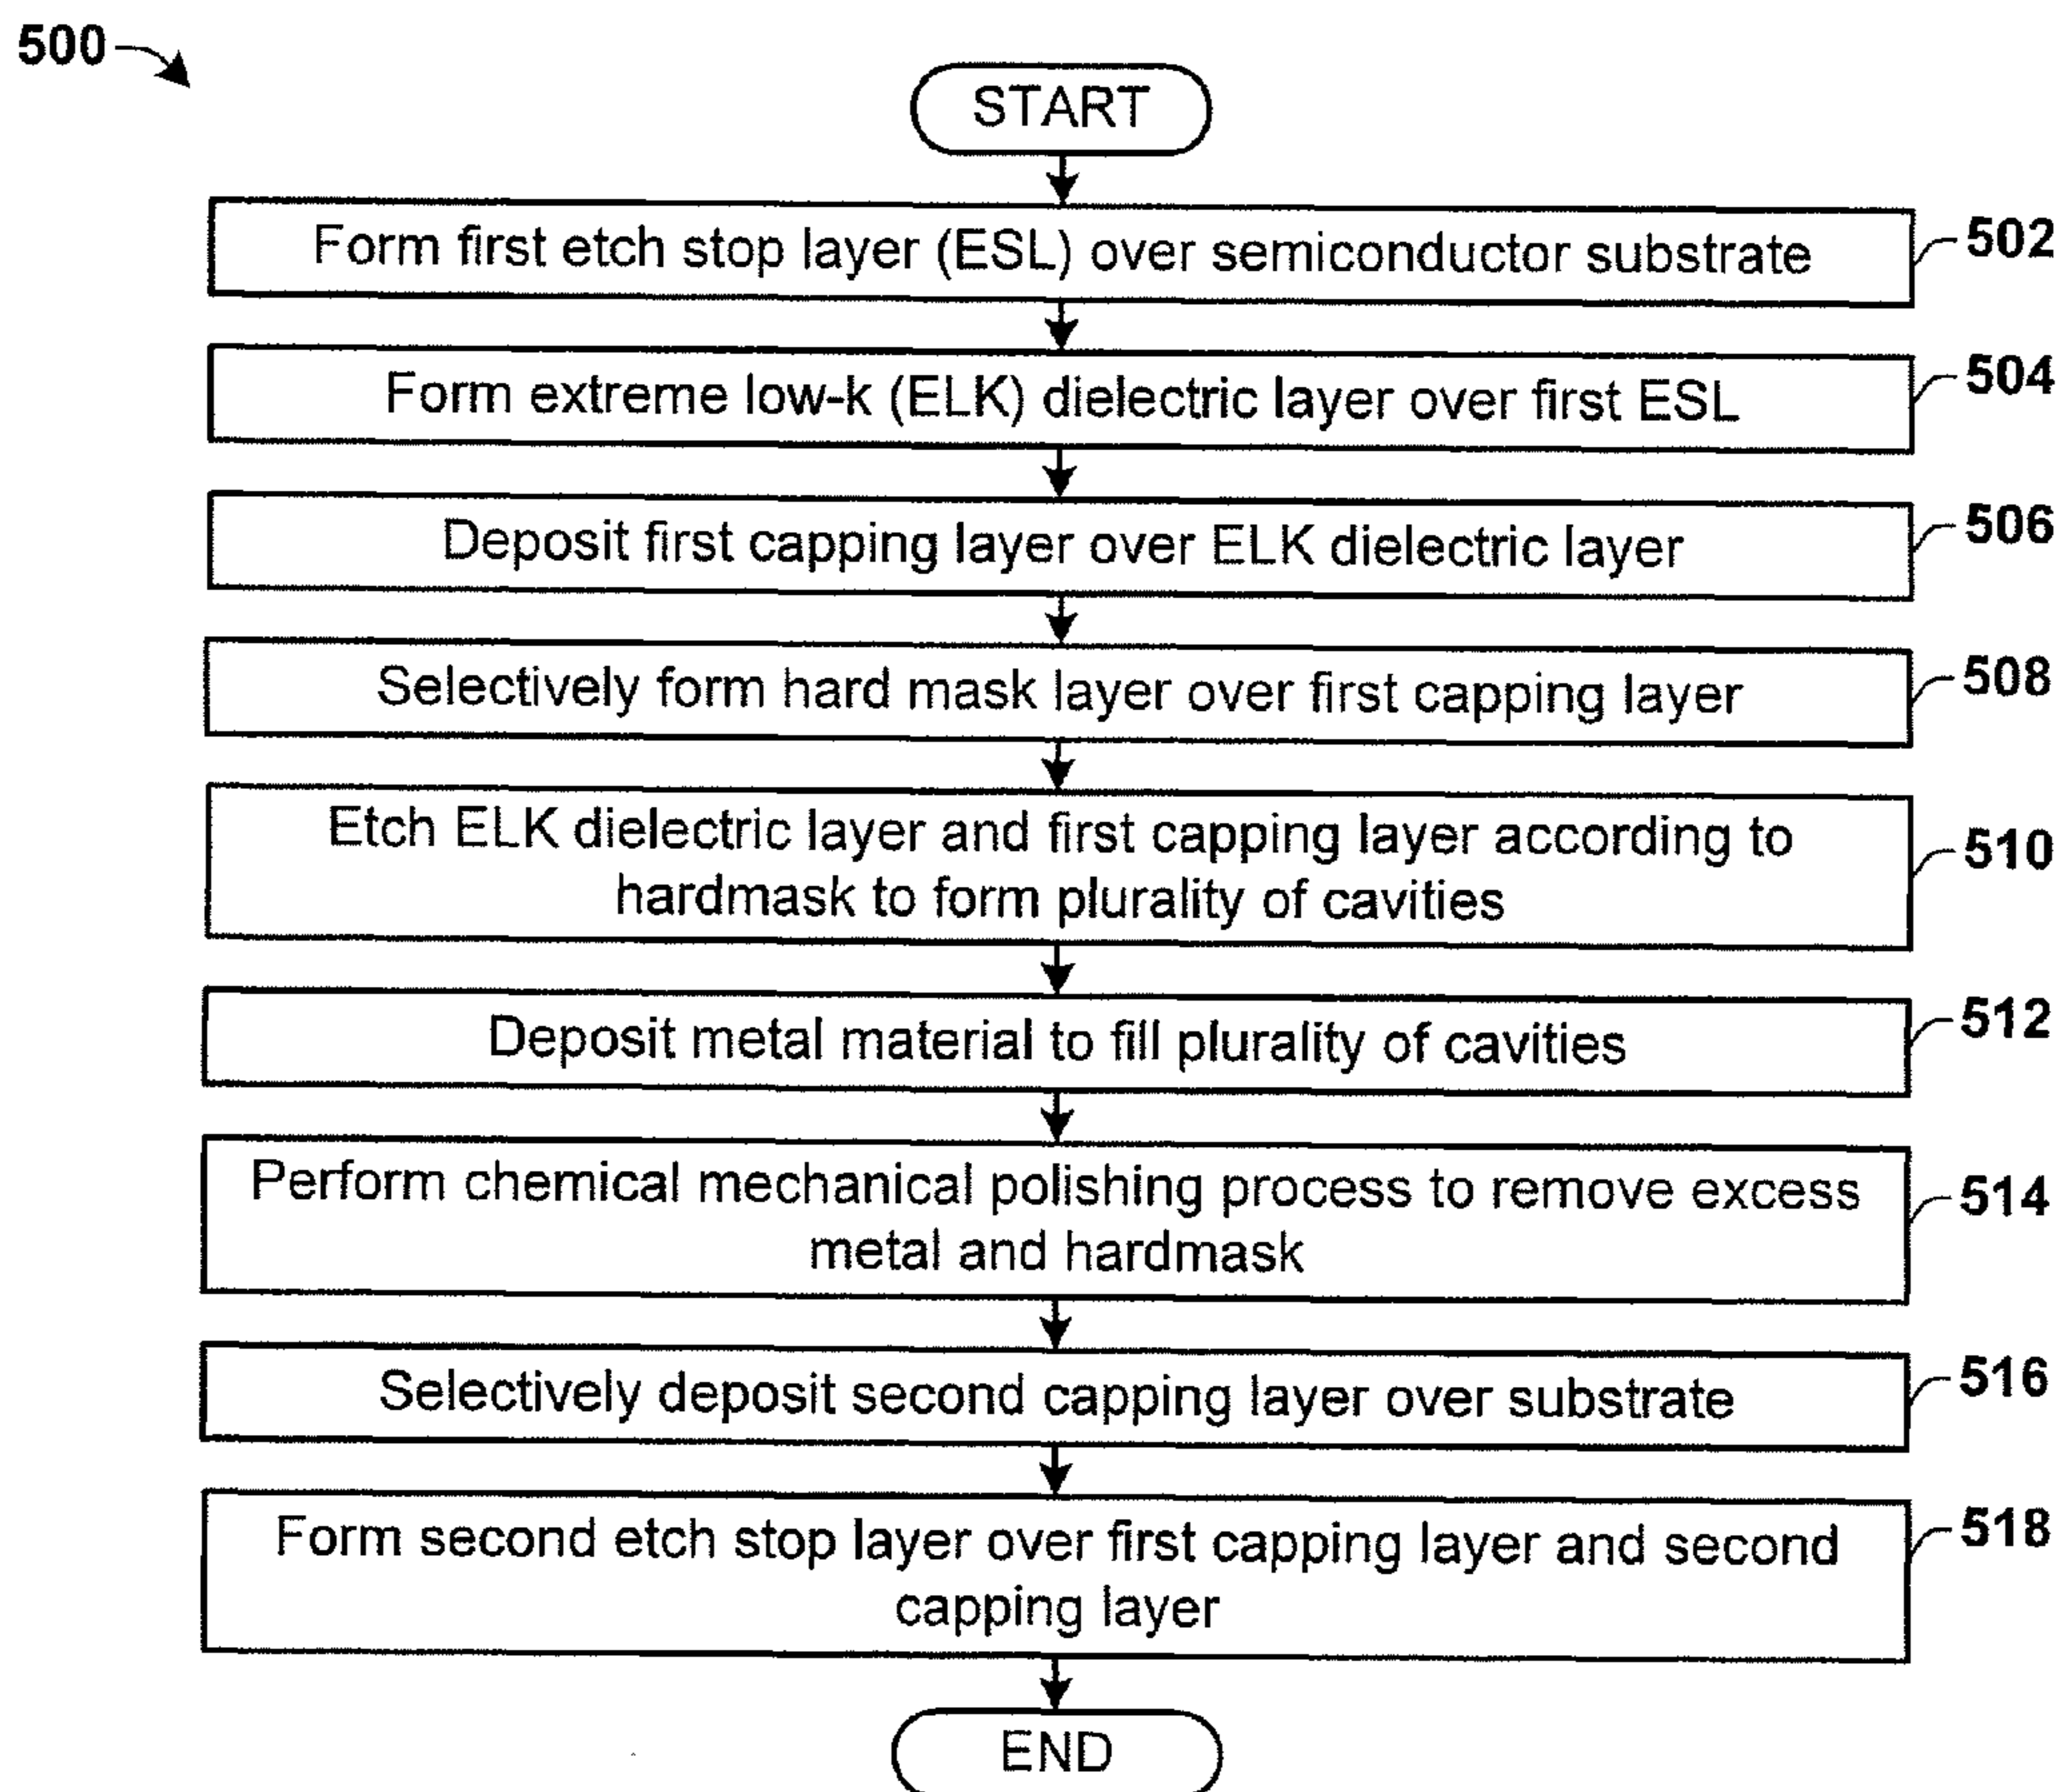 500
START
Form first etch stop layer (ESL) over semiconductor substrate
502
Form extreme low-k (ELK) dielectric layer over first ESL
504
Deposit first capping layer over ELK dielectric layer
506
Selectively form hard mask layer over first capping layer
508
Etch ELK dielectric layer and first capping layer according to
hardmask to form plurality of cavities
510
Deposit metal material to fill plurality of cavities
512
Perform chemical mechanical polishing process to remove excess
metal and hardmask
514
Selectively deposit second capping layer over substrate
516
Form second etch stop layer over first capping layer and second
capping layer
518
END